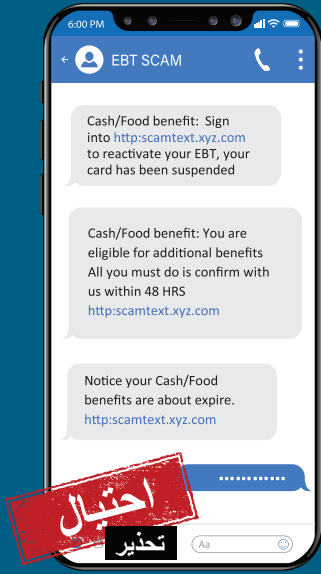 6:00 PM
EBT SCAM
Cash/Food benefit: Sign
into http:scamtext.xyz.com
to reactivate your EBT, your
card has been suspended
Cash/Food benefit: You are
eligible for additional benefits
All you must do is confirm with
us within 48 HRS
http:scamtext.xyz.com
Notice your Cash/Food
benefits are about expire.
http:scamtext.xyz.com
احتيال
تحذير
Aa